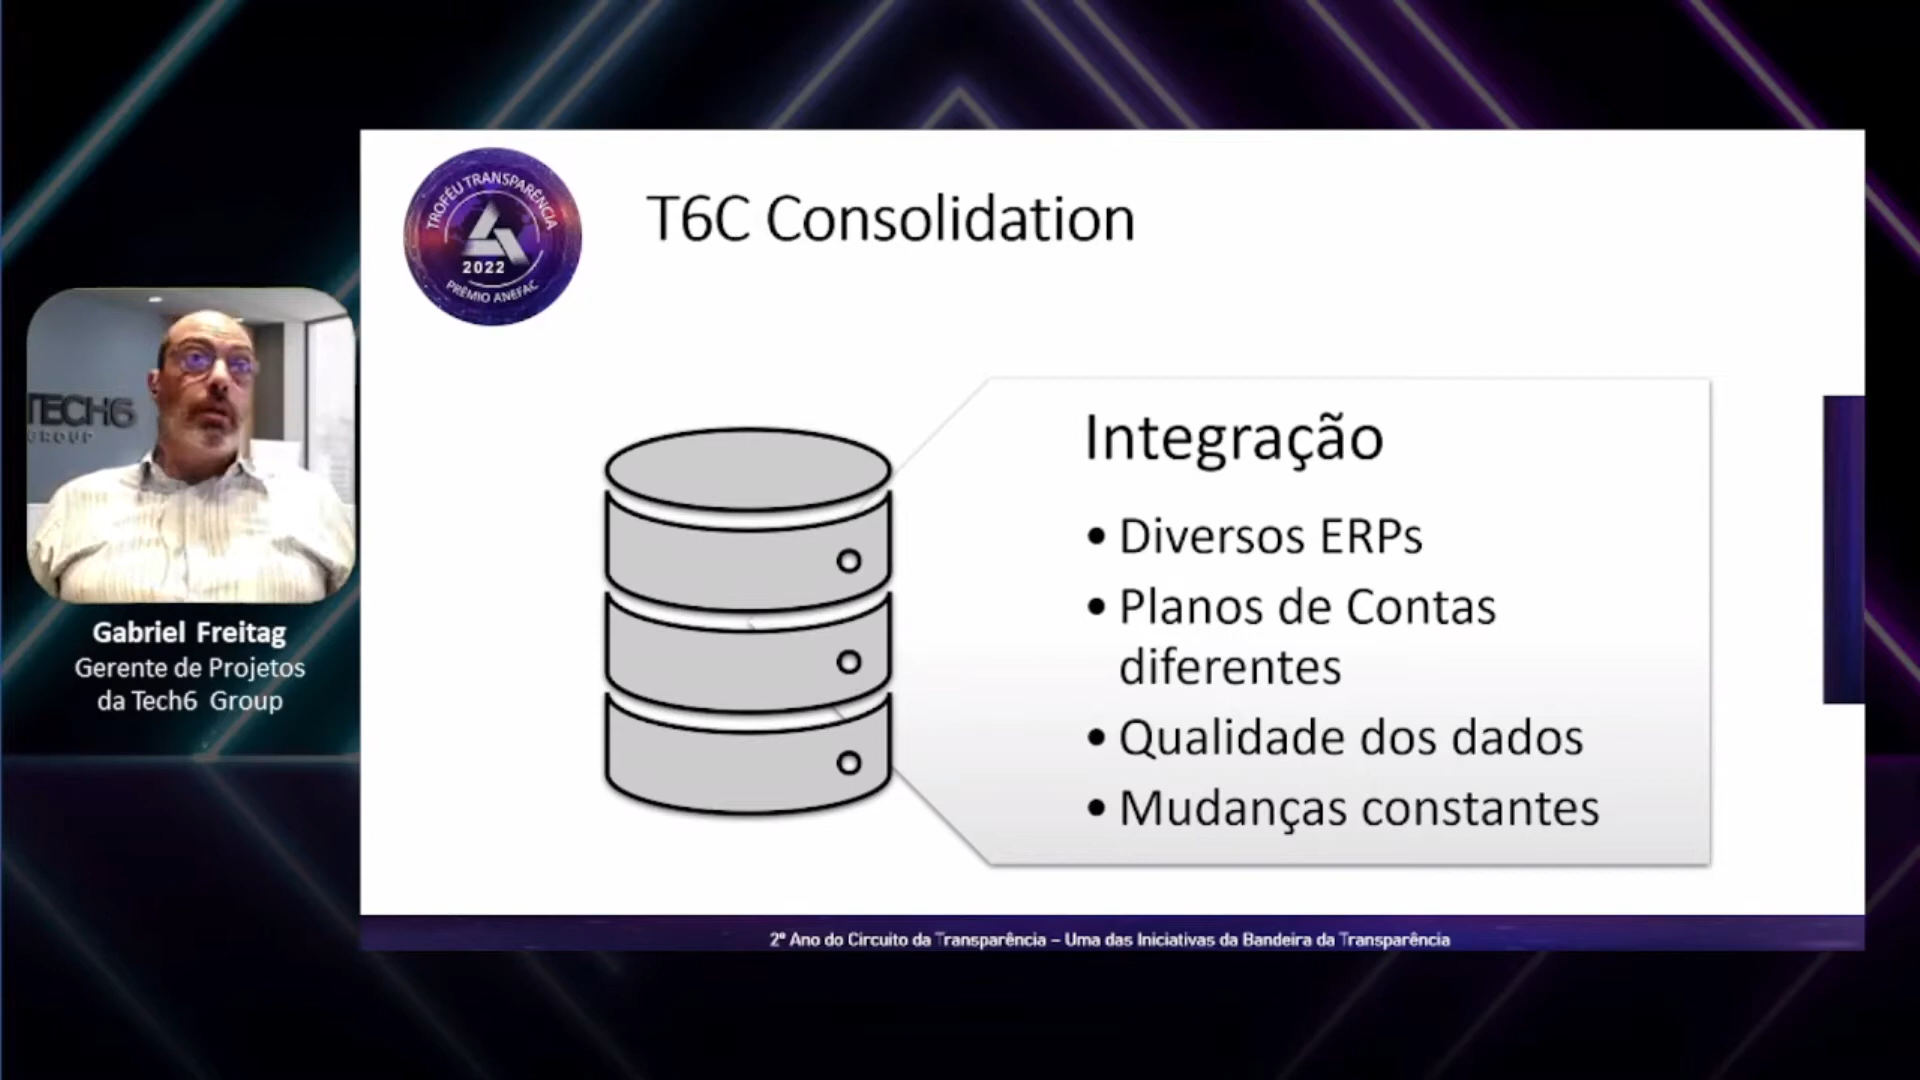 TROFÉU TRANSPARÊNCIA
2022
PRÊMIO ANEFAC
T6C Consolidation
TECH6
GROUP
Gabriel Freitag
Gerente de Projetos
da Tech6 Group
Integração
• Diversos ERPs
• Planos de Contas
diferentes
• Qualidade dos dados
• Mudanças constantes
2º Ano do Circuito da Transparência – Uma das Iniciativas da Bandeira da Transparência